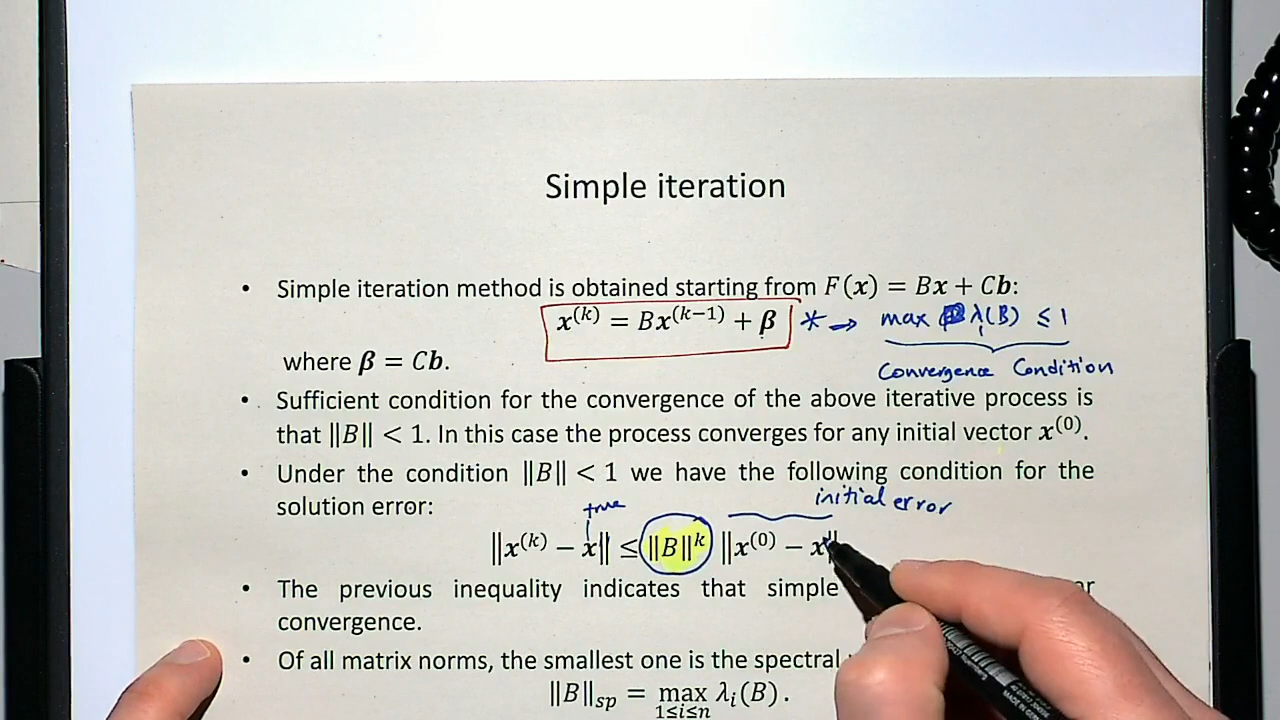 Simple iteration
• Simple iteration method is obtained starting from F(x) = Bx + Cb:
x^(k) = Bx^(k−1) + β * → max λ_i(B) ≤ 1
where β = Cb.
Convergence Condition
• Sufficient condition for the convergence of the above iterative process is
that ‖B‖ < 1. In this case the process converges for any initial vector x^(0).
• Under the condition ‖B‖ < 1 we have the following condition for the
solution error:
true
initial error
‖x^(k) − x‖ ≤ ‖B‖^k ‖x^(0) − x‖
• The previous inequality indicates that simple
convergence.
• Of all matrix norms, the smallest one is the spectral
‖B‖_sp = max_{1≤i≤n} λ_i(B).